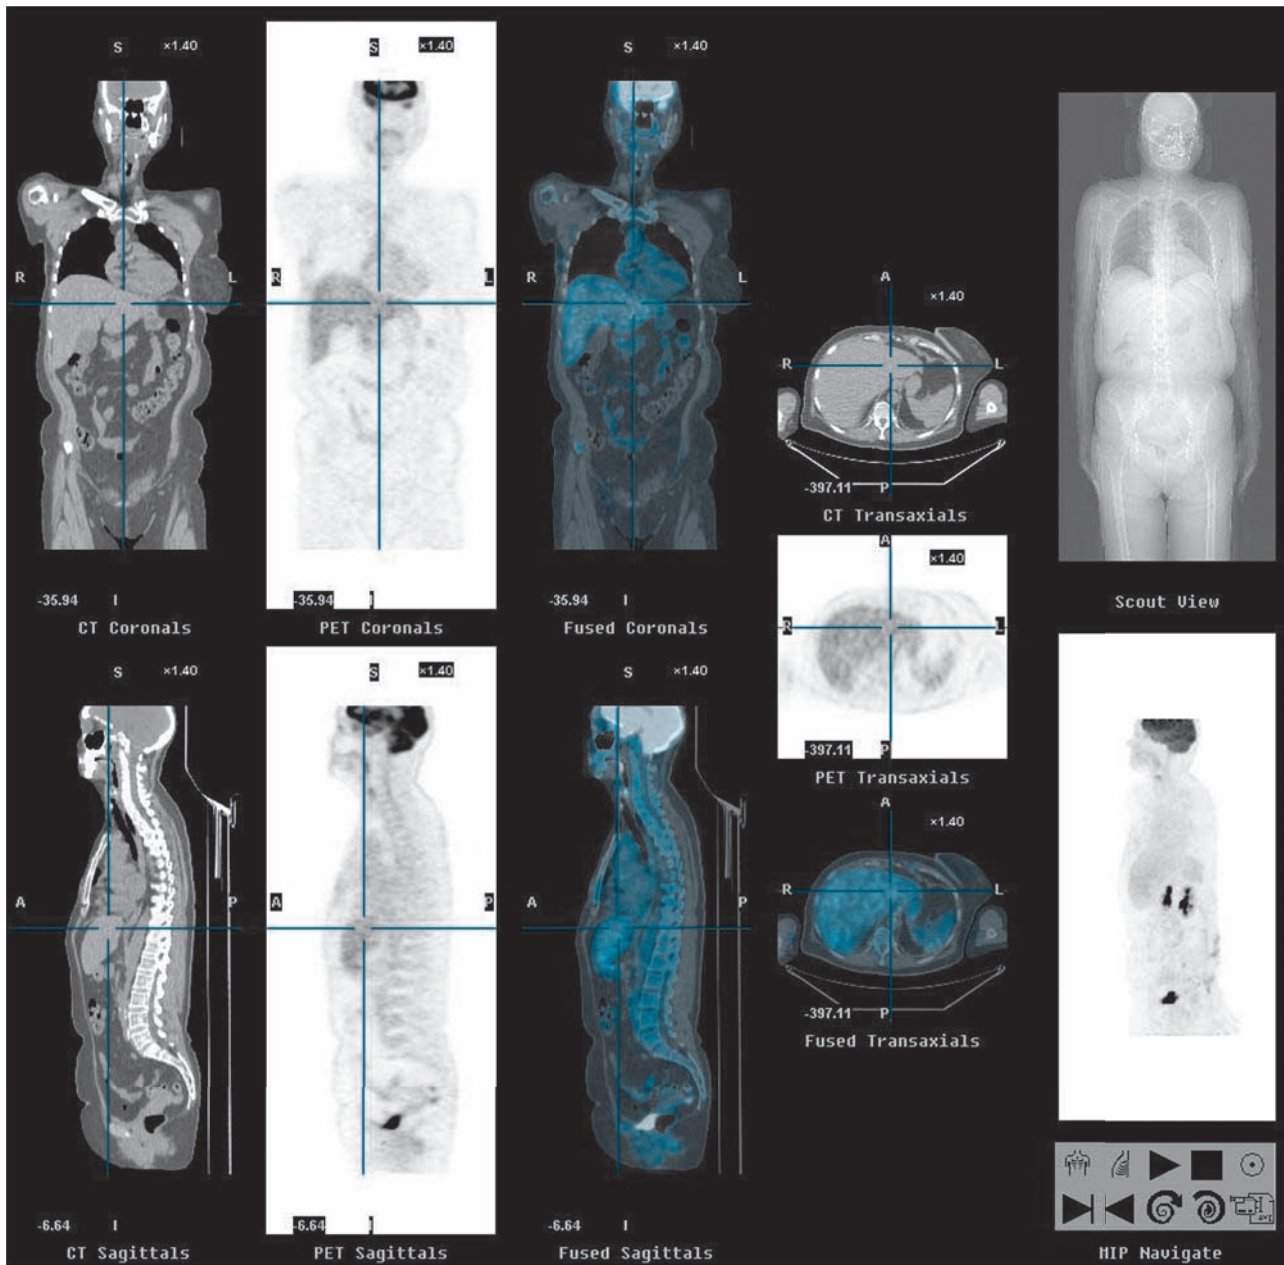 S ×1.40
S ×1.40
S ×1.40
R L
R L
R L
-35.94 I
-35.94 I
-35.94 I
CT Coronals
PET Coronals
Fused Coronals
A
×1.40
R L
-397.11 P
CT Transaxials
A
×1.40
R L
-397.11 P
PET Transaxials
A
×1.40
R L
-397.11 P
Fused Transaxials
Scout View
S ×1.40
S ×1.40
S ×1.40
A P
A P
A P
-6.64 I
-6.64 I
-6.64 I
CT Sagittals
PET Sagittals
Fused Sagittals
MIP Navigate